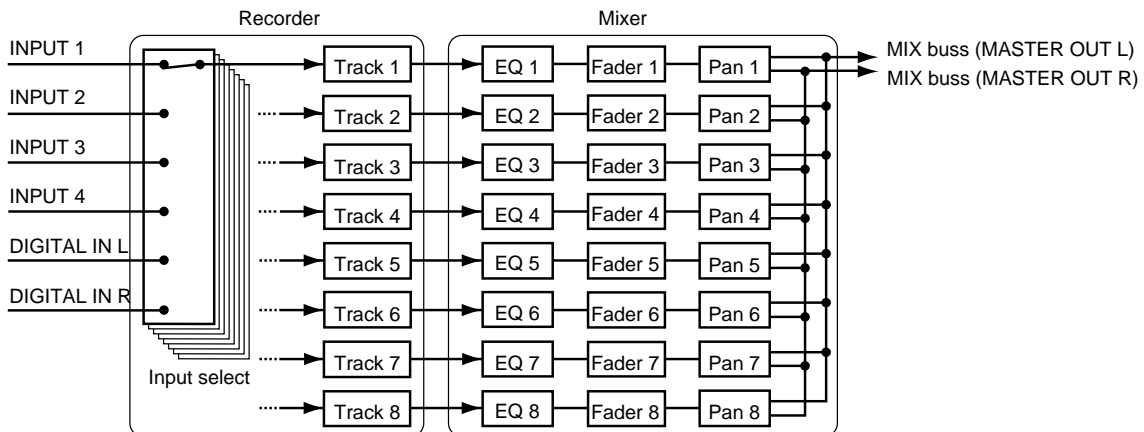 Recorder
Mixer
INPUT 1
INPUT 2
INPUT 3
INPUT 4
DIGITAL IN L
DIGITAL IN R
Input select
Track 1
EQ 1
Fader 1
Pan 1
Track 2
EQ 2
Fader 2
Pan 2
Track 3
EQ 3
Fader 3
Pan 3
Track 4
EQ 4
Fader 4
Pan 4
Track 5
EQ 5
Fader 5
Pan 5
Track 6
EQ 6
Fader 6
Pan 6
Track 7
EQ 7
Fader 7
Pan 7
Track 8
EQ 8
Fader 8
Pan 8
MIX buss (MASTER OUT L)
MIX buss (MASTER OUT R)